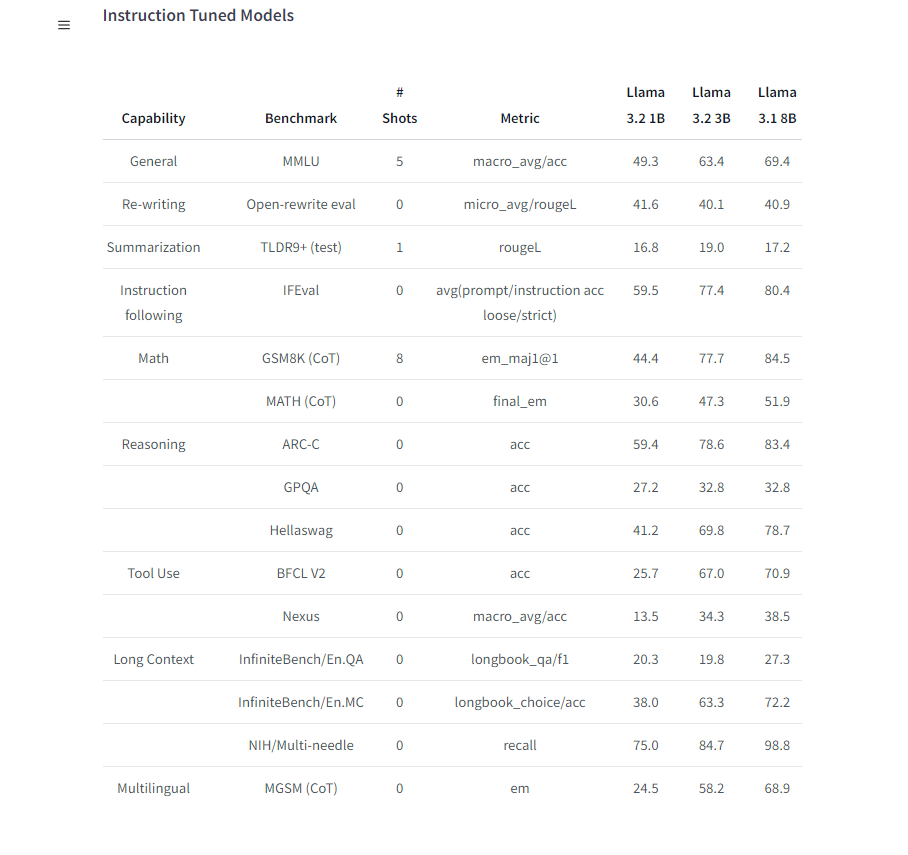 Instruction Tuned Models
Capability Benchmark # Shots Metric Llama 3.2 1B Llama 3.2 3B Llama 3.1 8B
General MMLU 5 macro_avg/acc 49.3 63.4 69.4
Re-writing Open-rewrite eval 0 micro_avg/rougeL 41.6 40.1 40.9
Summarization TLDR9+ (test) 1 rougeL 16.8 19.0 17.2
Instruction following IFEval 0 avg(prompt/instruction acc loose/strict) 59.5 77.4 80.4
Math GSM8K (CoT) 8 em_maj1@1 44.4 77.7 84.5
MATH (CoT) 0 final_em 30.6 47.3 51.9
Reasoning ARC-C 0 acc 59.4 78.6 83.4
GPQA 0 acc 27.2 32.8 32.8
Hellaswag 0 acc 41.2 69.8 78.7
Tool Use BFCL V2 0 acc 25.7 67.0 70.9
Nexus 0 macro_avg/acc 13.5 34.3 38.5
Long Context InfiniteBench/En.QA 0 longbook_qa/f1 20.3 19.8 27.3
InfiniteBench/En.MC 0 longbook_choice/acc 38.0 63.3 72.2
NIH/Multi-needle 0 recall 75.0 84.7 98.8
Multilingual MGSM (CoT) 0 em 24.5 58.2 68.9